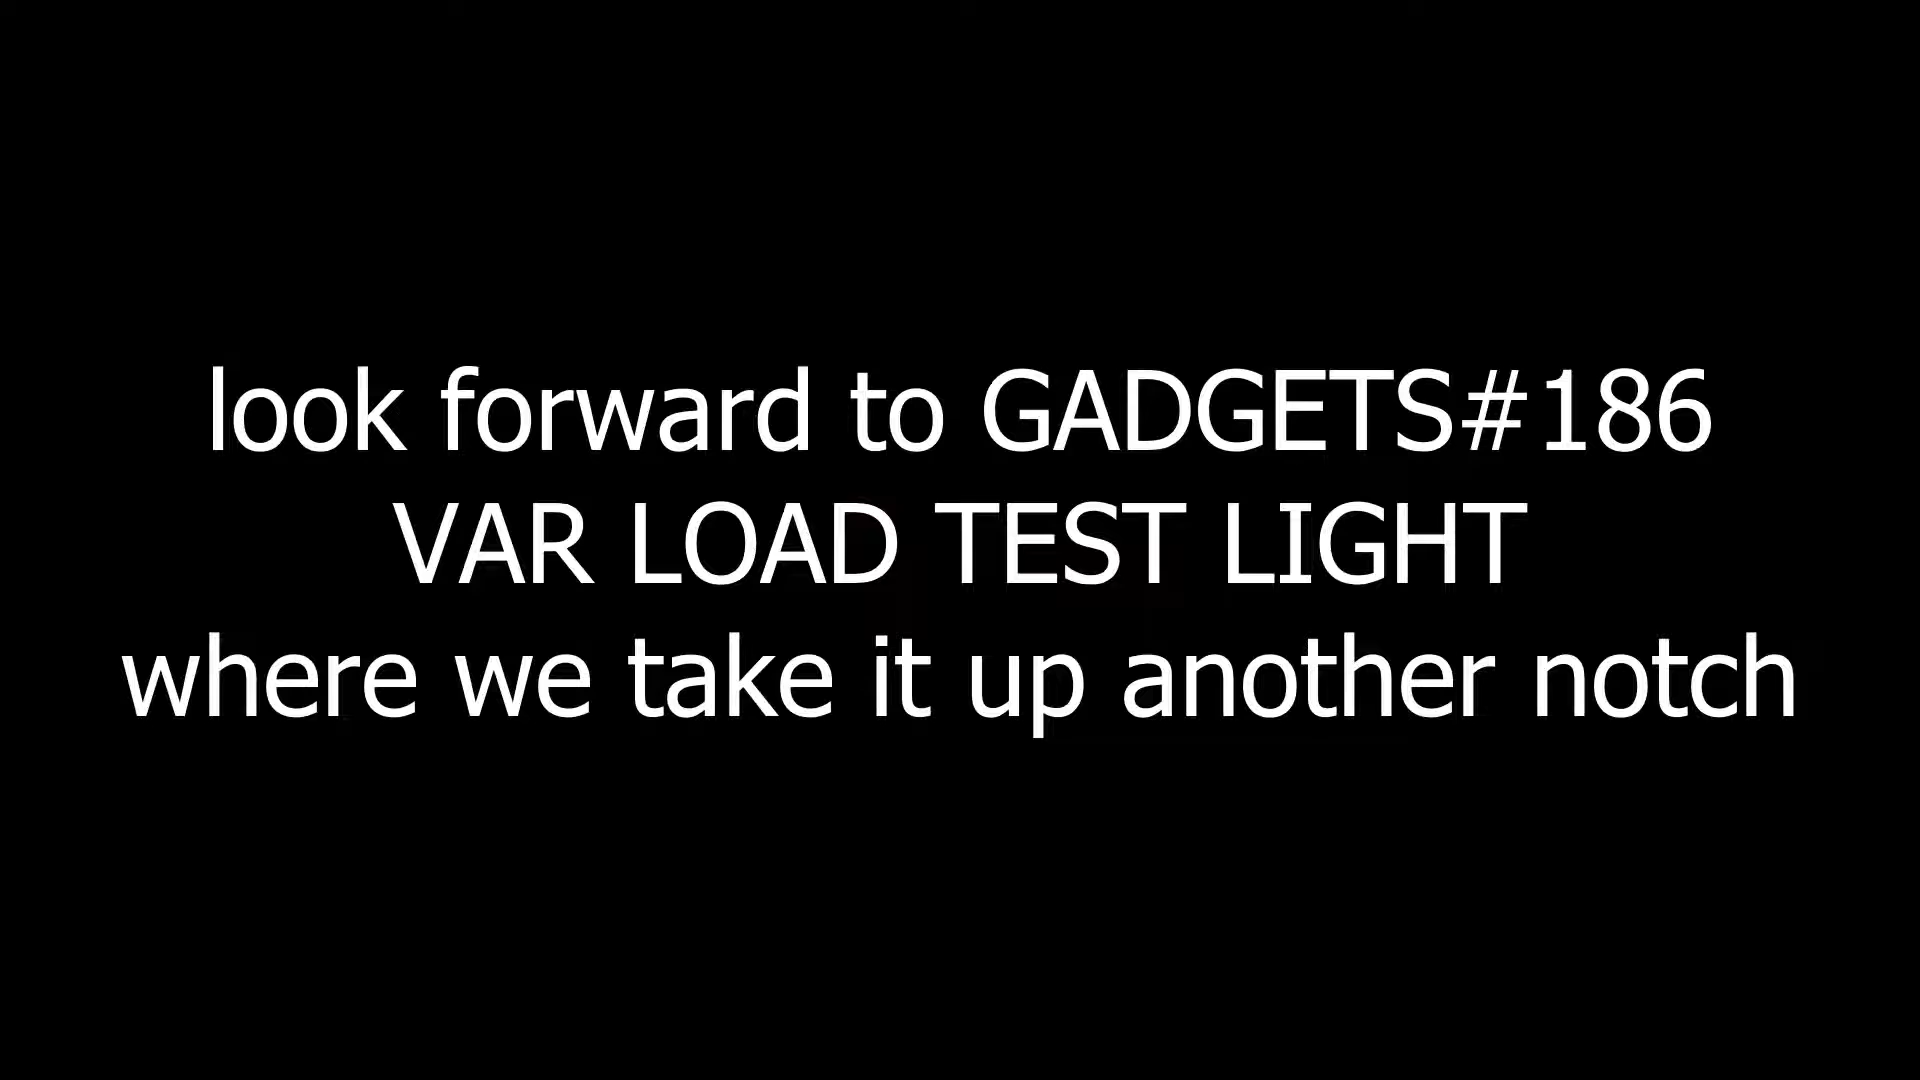 look forward to GADGETS#186
VAR LOAD TEST LIGHT
where we take it up another notch